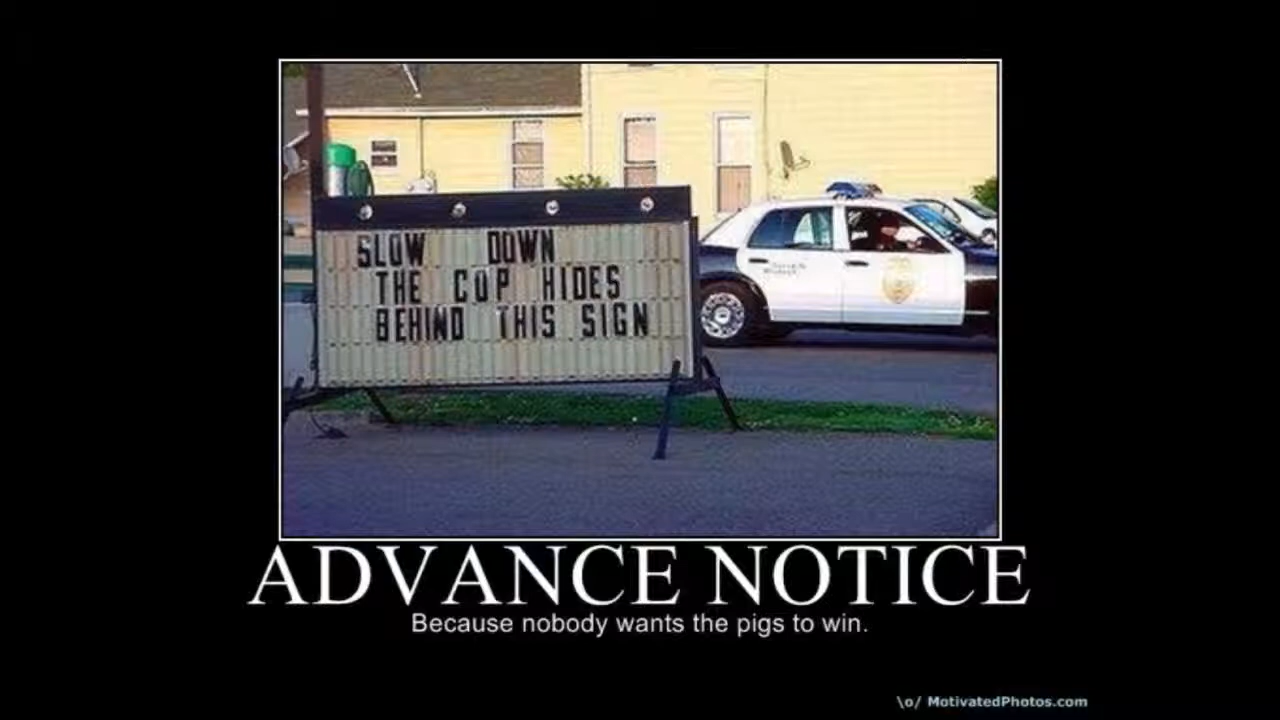 SLOW DOWN
THE COP HIDES
BEHIND THIS SIGN
ADVANCE NOTICE
Because nobody wants the pigs to win.
\o/ MotivatedPhotos.com